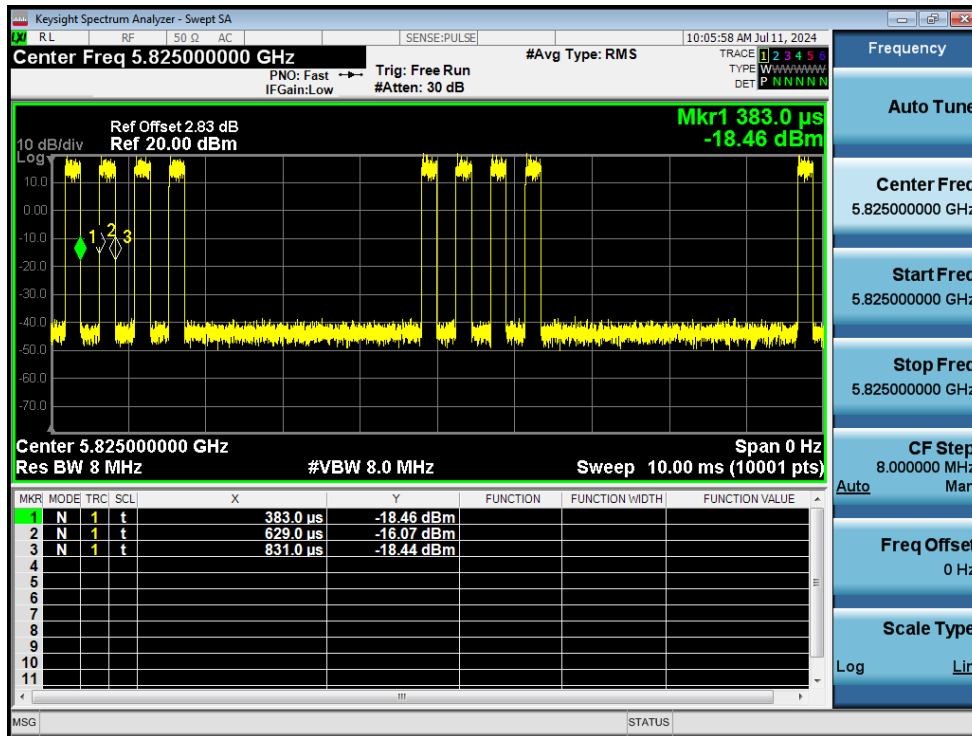 Keysight Spectrum Analyzer - Swept SA
LXI RL RF 50 Ω AC SENSE:PULSE 10:05:58 AM Jul 11, 2024
Center Freq 5.825000000 GHz #Avg Type: RMS TRACE 1 2 3 4 5 6
PNO: Fast Trig: Free Run TYPE WWWWWW
IFGain:Low #Atten: 30 dB DET P N N N N N
Mkr1 383.0 µs
Ref Offset 2.83 dB
10 dB/div Ref 20.00 dBm -18.46 dBm
Log
10.0
0.00
-10.0
1 2 3
-20.0
-30.0
-40.0
-50.0
-60.0
-70.0
Center 5.825000000 GHz Span 0 Hz
Res BW 8 MHz #VBW 8.0 MHz Sweep 10.00 ms (10001 pts)
MKR MODE TRC SCL X Y FUNCTION FUNCTION WIDTH FUNCTION VALUE
1 N 1 t 383.0 µs -18.46 dBm
2 N 1 t 629.0 µs -16.07 dBm
3 N 1 t 831.0 µs -18.44 dBm
4
5
6
7
8
9
10
11
MSG STATUS
Frequency
Auto Tune
Center Freq
5.825000000 GHz
Start Freq
5.825000000 GHz
Stop Freq
5.825000000 GHz
CF Step
8.000000 MHz
Auto Man
Freq Offset
0 Hz
Scale Type
Log Lin